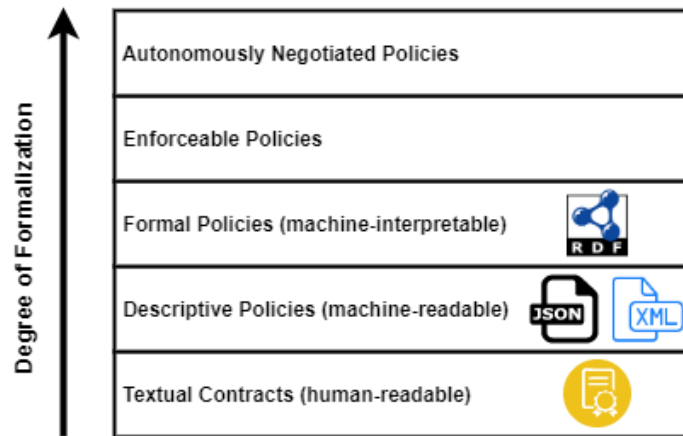 Degree of Formalization
Autonomously Negotiated Policies
Enforceable Policies
Formal Policies (machine-interpretable)
RDF
Descriptive Policies (machine-readable)
JSON
XML
Textual Contracts (human-readable)